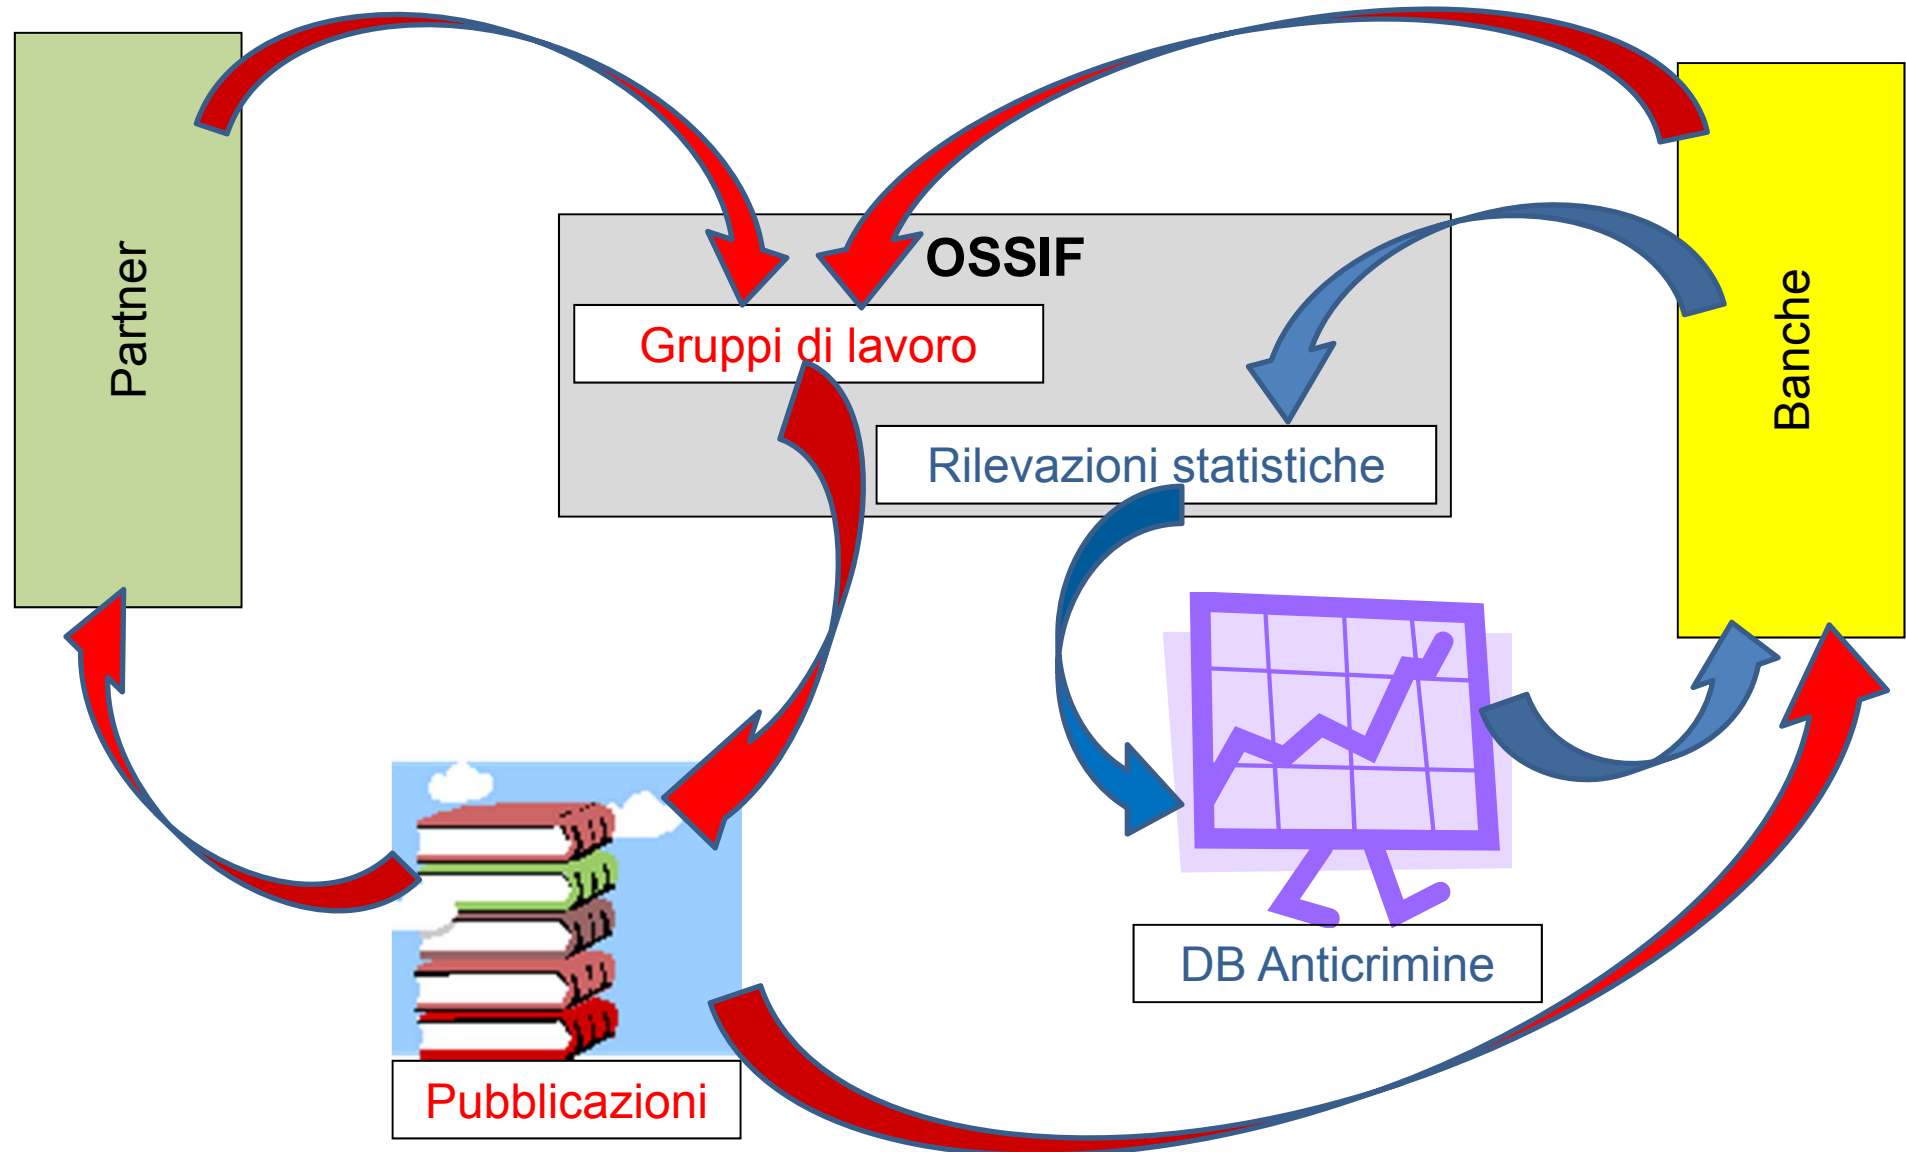 Partner
OSSIF
Gruppi di lavoro
Rilevazioni statistiche
Banche
DB Anticrimine
Pubblicazioni